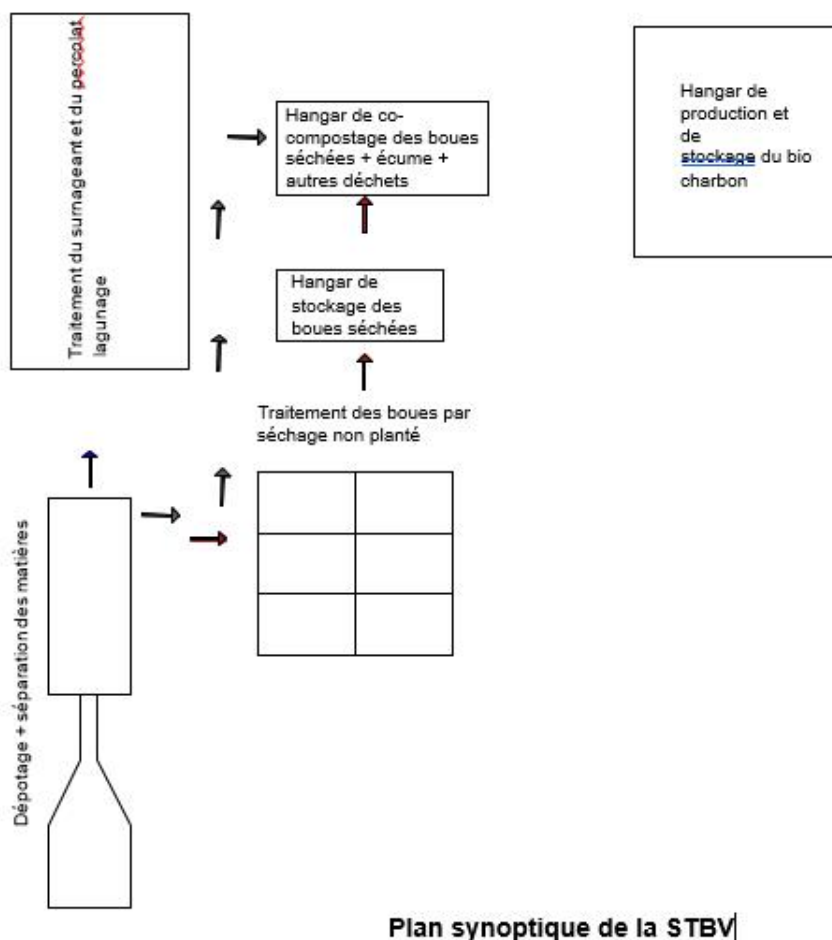 Traitement du surnageant et du percolat
lagunage
Hangar de co-
compostage des boues
séchées + écume +
autres déchets
Hangar de
production et
de
stockage du bio
charbon
Hangar de
stockage des
boues séchées
Traitement des boues par
séchage non planté
Dépotage + séparation des matières
Plan synoptique de la STBV